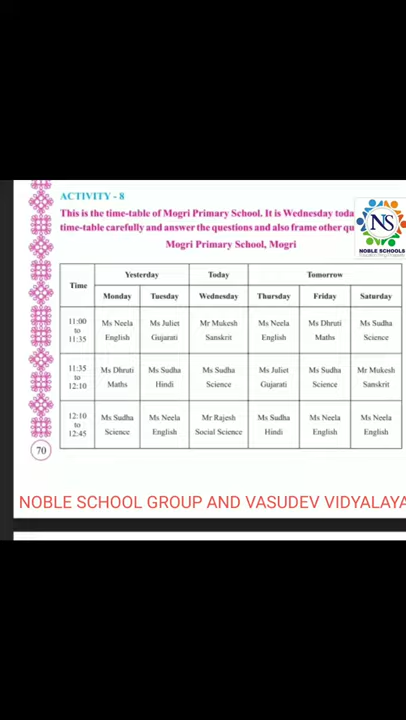 ACTIVITY - 8
This is the time-table of Mogri Primary School. It is Wednesday
time-table carefully and answer the questions and also frame other
Mogri Primary School, Mogri
NS
NOBLE SCHOOLS
Time Yesterday Today Tomorrow
Monday Tuesday Wednesday Thursday Friday Saturday
11:00 to 11:35 Ms Neela English Ms Juliet Gujarati Mr Mukesh Sanskrit Ms Neela English Ms Dhruti Maths Ms Sudha Science
11:35 to 12:10 Ms Dhruti Maths Ms Sudha Hindi Ms Sudha Science Ms Juliet Gujarati Ms Sudha Science Mr Mukesh Sanskrit
12:10 to 12:45 Ms Sudha Science Ms Neela English Mr Rajesh Social Science Ms Sudha Hindi Ms Neela English Ms Neela English
70
NOBLE SCHOOL GROUP AND VASUDEV VIDYALAYA